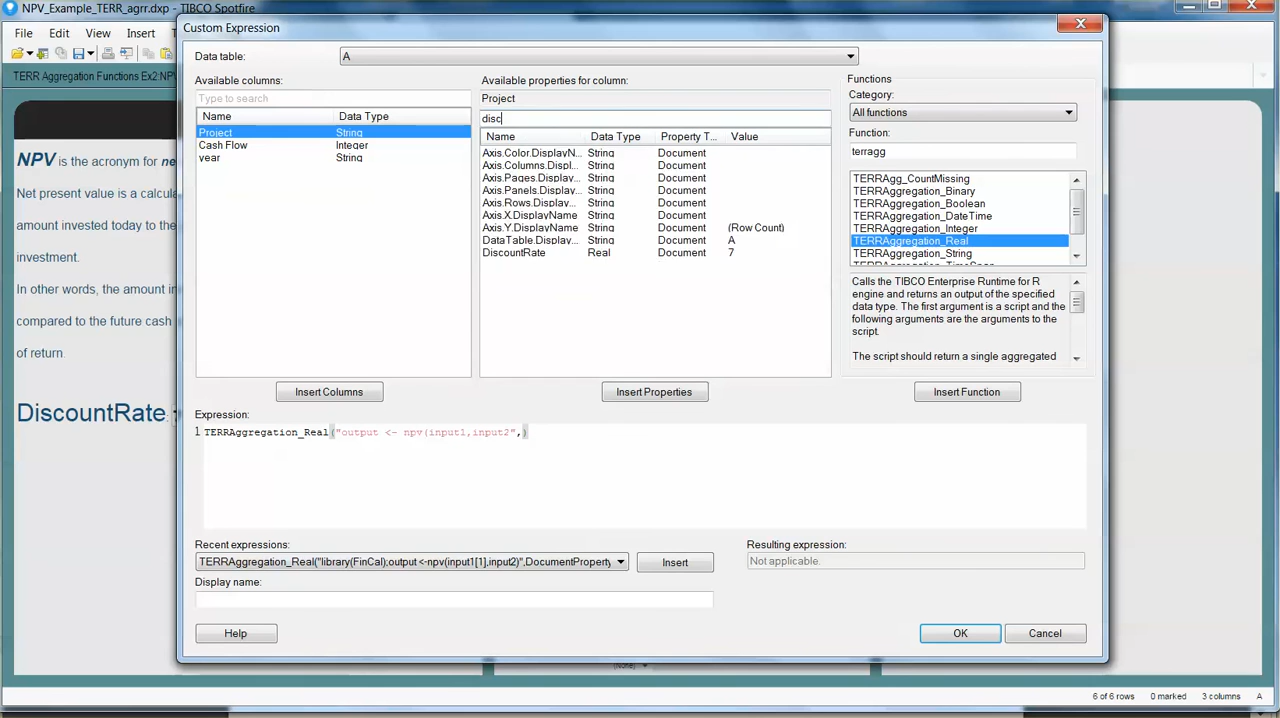 NPV_Example_TERR_agrr.dxp - TIBCO Spotfire
File Edit View Insert
TERR Aggregation Functions Ex2:NPV
NPV is the acronym for
Net present value is a calcula
amount invested today to the
investment.
In other words, the amount in
compared to the future cash
of return.
DiscountRate
Custom Expression
Data table:
A
Available columns:
Type to search
Name Data Type
Project String
Cash Flow Integer
year String
Insert Columns
Available properties for column:
Project
disc
Name Data Type Property T... Value
Axis.Color.DisplayN... String Document
Axis.Columns.Displ... String Document
Axis.Pages.Display... String Document
Axis.Panels.Display... String Document
Axis.Rows.Display... String Document
Axis.X.DisplayName String Document
Axis.Y.DisplayName String Document (Row Count)
DataTable.Display... String Document A
DiscountRate Real Document 7
Insert Properties
Functions
Category:
All functions
Function:
terragg
TERRAgg_CountMissing
TERRAggregation_Binary
TERRAggregation_Boolean
TERRAggregation_DateTime
TERRAggregation_Integer
TERRAggregation_Real
TERRAggregation_String
TERRAggregation_TimeSpan
Calls the TIBCO Enterprise Runtime for R
engine and returns an output of the specified
data type. The first argument is a script and the
following arguments are the arguments to the
script.
The script should return a single aggregated
Insert Function
Expression:
1 TERRAggregation_Real("output <- npv(input1,input2",)
Recent expressions:
TERRAggregation_Real("library(FinCal);output <-npv(input1[1],input2)",DocumentProperty
Insert
Resulting expression:
Not applicable.
Display name:
Help
OK
Cancel
(None)
6 of 6 rows 0 marked 3 columns A